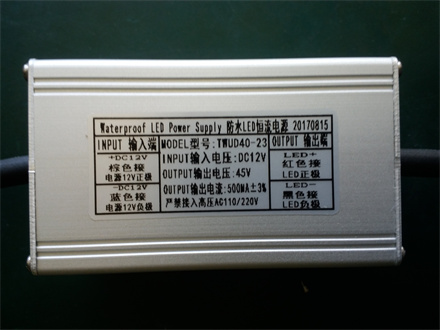 Waterproof LED Power Supply 防水LED恒流电源 20170815
INPUT 输入端
+DC12V
棕色接
电源12V正极
-DC12V
蓝色接
电源12V负极
MODEL型号:TWUD40-23
INPUT输入电压:DC12V
OUTPUT输出电压:45V
OUTPUT输出电流:500MA±3%
严禁接入高压AC110/220V
OUTPUT 输出端
LED+
红色接
LED正极
LED-
黑色接
LED负极